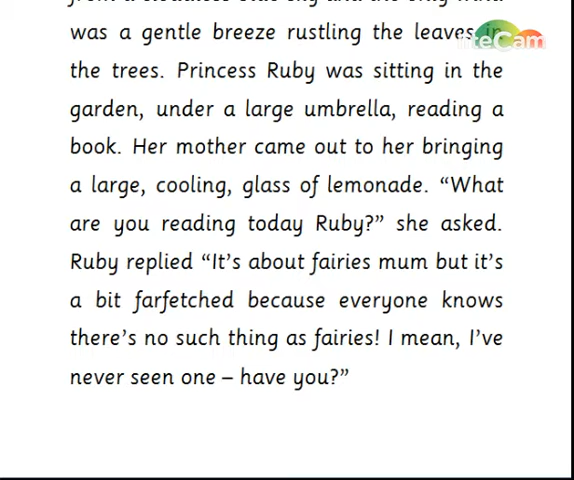 was a gentle breeze rustling the leaves in
the trees. Princess Ruby was sitting in the
garden, under a large umbrella, reading a
book. Her mother came out to her bringing
a large, cooling, glass of lemonade. “What
are you reading today Ruby?” she asked.
Ruby replied “It’s about fairies mum but it’s
a bit farfetched because everyone knows
there’s no such thing as fairies! I mean, I’ve
never seen one – have you?”